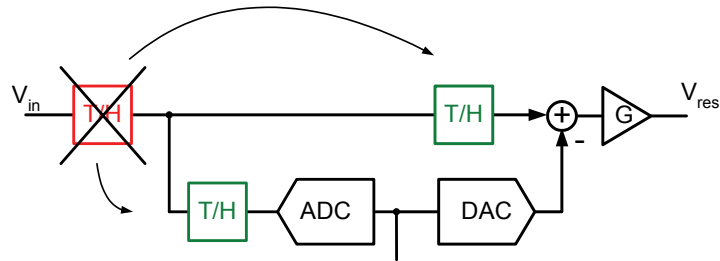 V_in
T/H
T/H
+
G
V_res
-
T/H
ADC
DAC